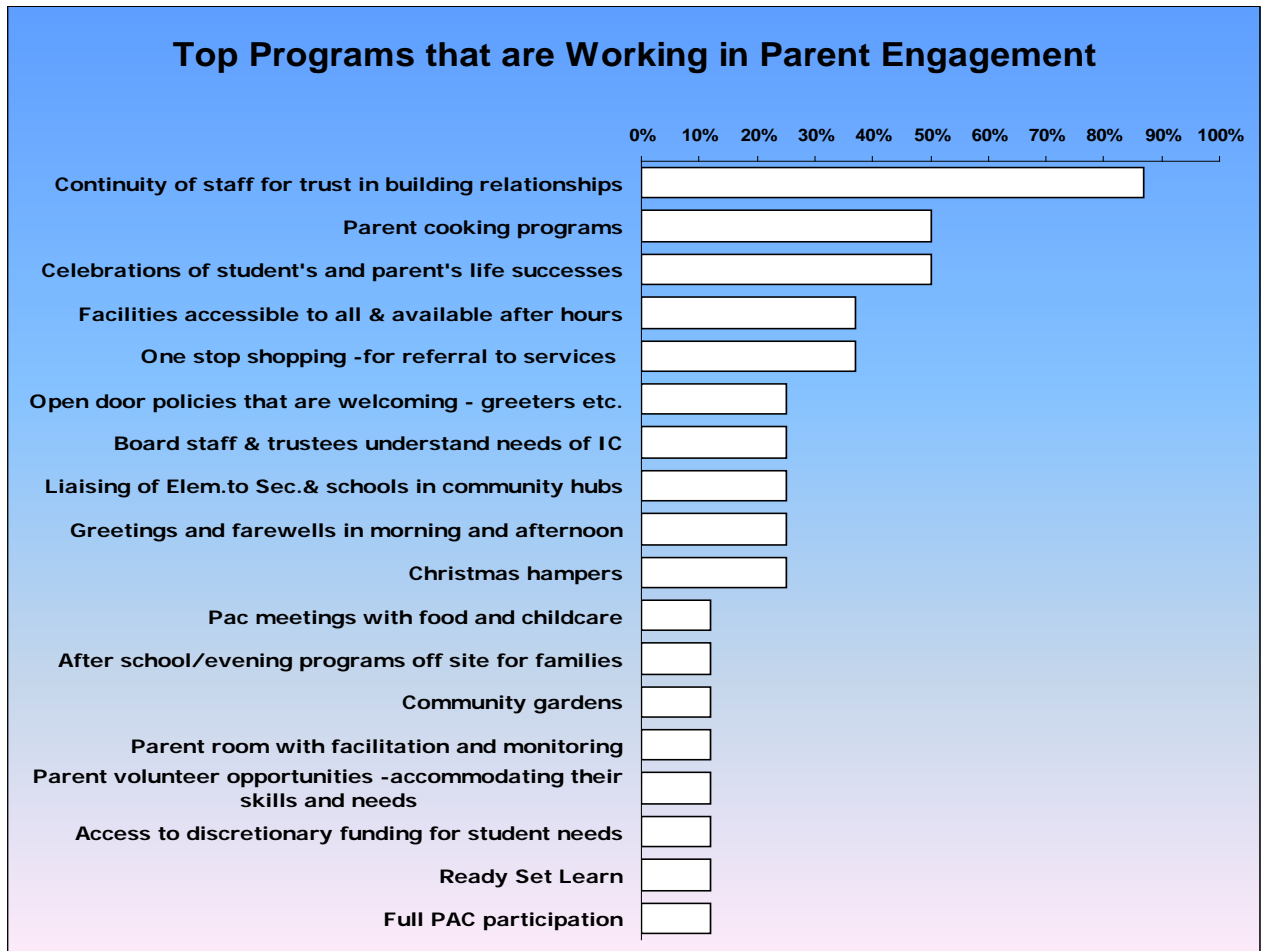 Top Programs that are Working in Parent Engagement
0% 10% 20% 30% 40% 50% 60% 70% 80% 90% 100%
Continuity of staff for trust in building relationships
Parent cooking programs
Celebrations of student's and parent's life successes
Facilities accessible to all & available after hours
One stop shopping -for referral to services
Open door policies that are welcoming - greeters etc.
Board staff & trustees understand needs of IC
Liaising of Elem.to Sec.& schools in community hubs
Greetings and farewells in morning and afternoon
Christmas hampers
Pac meetings with food and childcare
After school/evening programs off site for families
Community gardens
Parent room with facilitation and monitoring
Parent volunteer opportunities -accommodating their
skills and needs
Access to discretionary funding for student needs
Ready Set Learn
Full PAC participation